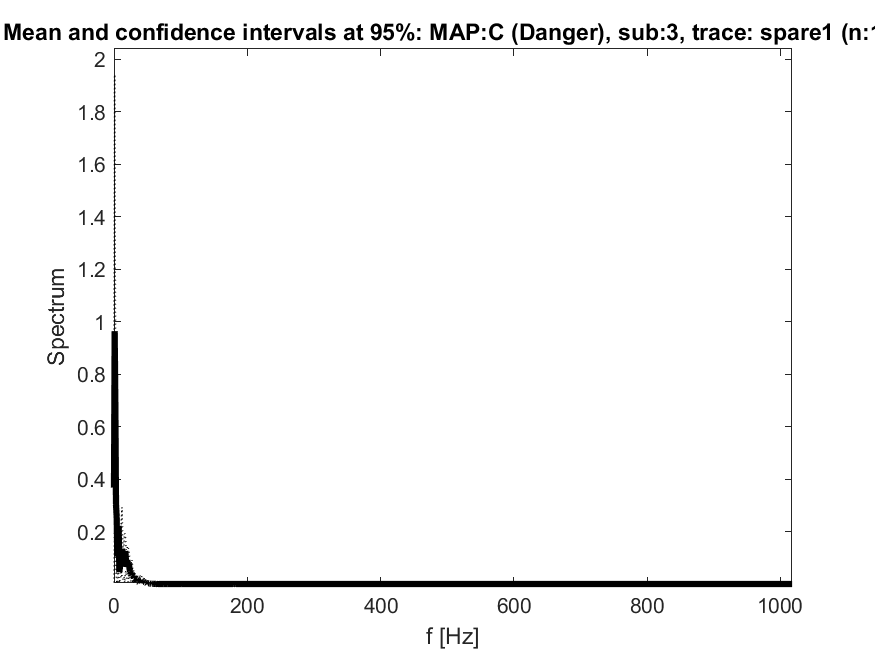 Mean and confidence intervals at 95%: MAP:C (Danger), sub:3, trace: spare1 (n:1
2
1.8
1.6
1.4
1.2
1
0.8
0.6
0.4
0.2
Spectrum
0 200 400 600 800 1000
f [Hz]